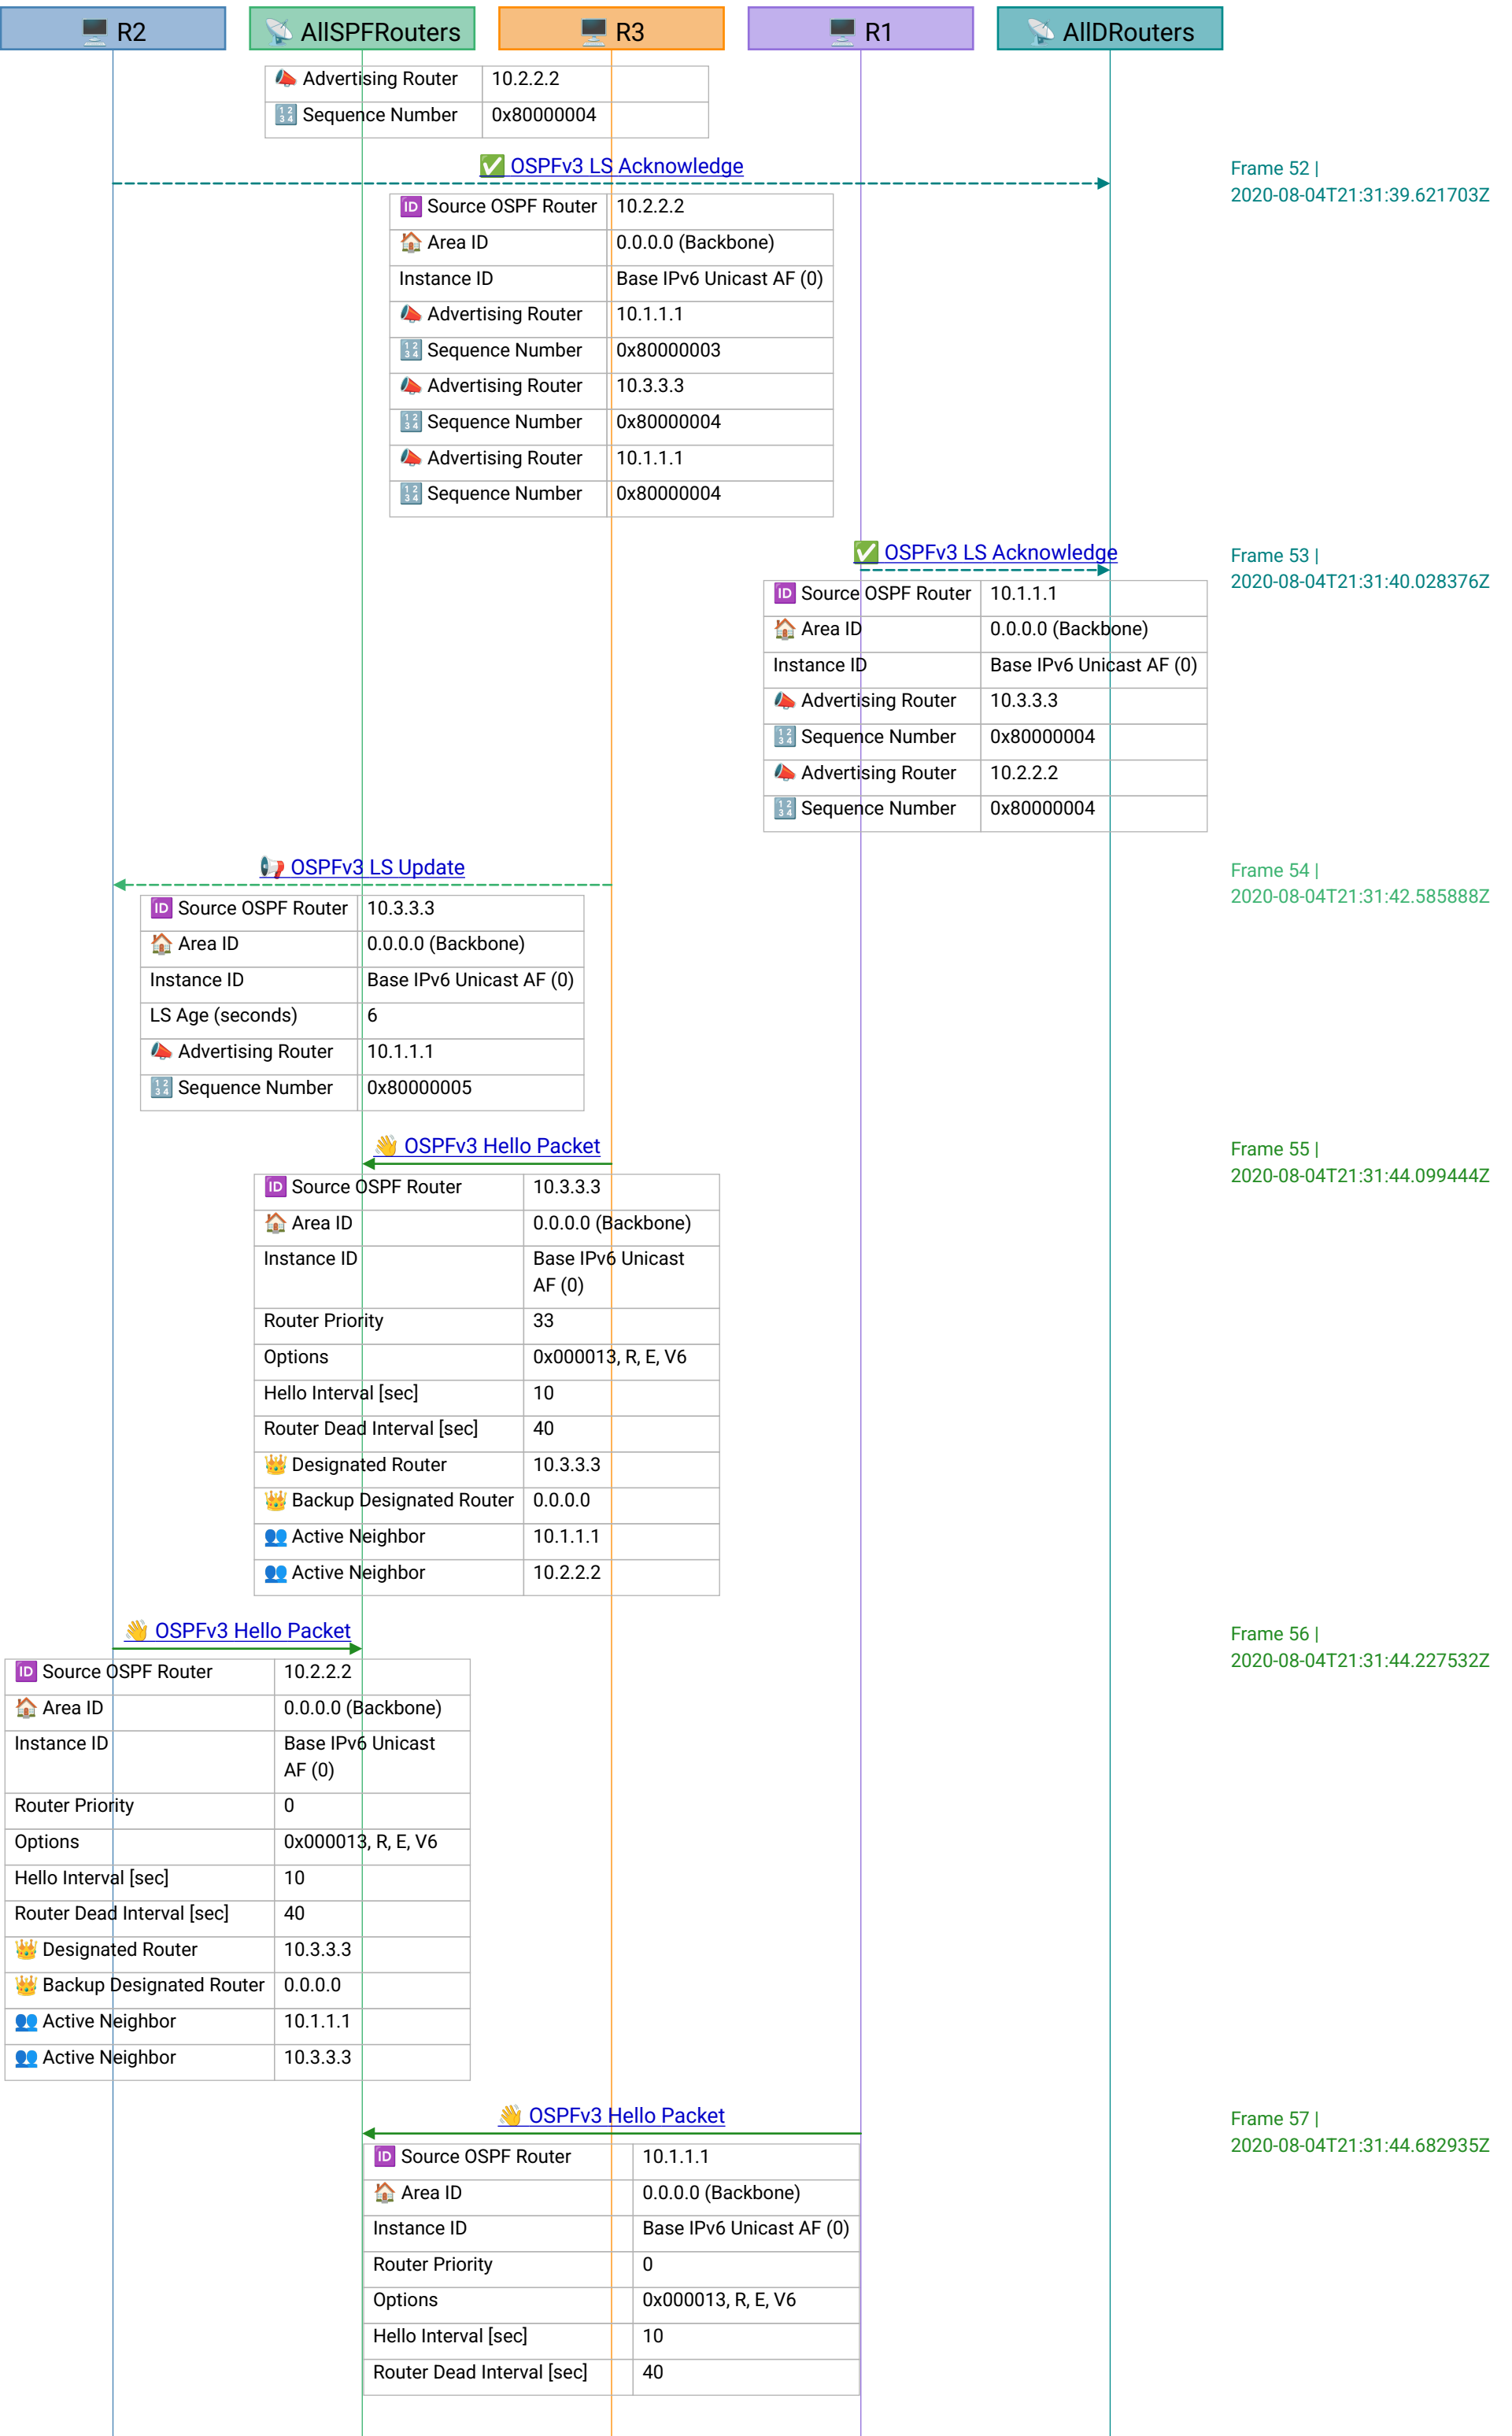 R2
AllSPFRouters
R3
R1
AllDRouters
Advertising Router 10.2.2.2
Sequence Number 0x80000004
OSPFv3 LS Acknowledge
Frame 52 |
2020-08-04T21:31:39.621703Z
Source OSPF Router 10.2.2.2
Area ID 0.0.0.0 (Backbone)
Instance ID Base IPv6 Unicast AF (0)
Advertising Router 10.1.1.1
Sequence Number 0x80000003
Advertising Router 10.3.3.3
Sequence Number 0x80000004
Advertising Router 10.1.1.1
Sequence Number 0x80000004
OSPFv3 LS Acknowledge
Frame 53 |
2020-08-04T21:31:40.028376Z
Source OSPF Router 10.1.1.1
Area ID 0.0.0.0 (Backbone)
Instance ID Base IPv6 Unicast AF (0)
Advertising Router 10.3.3.3
Sequence Number 0x80000004
Advertising Router 10.2.2.2
Sequence Number 0x80000004
OSPFv3 LS Update
Frame 54 |
2020-08-04T21:31:42.585888Z
Source OSPF Router 10.3.3.3
Area ID 0.0.0.0 (Backbone)
Instance ID Base IPv6 Unicast AF (0)
LS Age (seconds) 6
Advertising Router 10.1.1.1
Sequence Number 0x80000005
OSPFv3 Hello Packet
Frame 55 |
2020-08-04T21:31:44.099444Z
Source OSPF Router 10.3.3.3
Area ID 0.0.0.0 (Backbone)
Instance ID Base IPv6 Unicast
AF (0)
Router Priority 33
Options 0x000013, R, E, V6
Hello Interval [sec] 10
Router Dead Interval [sec] 40
Designated Router 10.3.3.3
Backup Designated Router 0.0.0.0
Active Neighbor 10.1.1.1
Active Neighbor 10.2.2.2
OSPFv3 Hello Packet
Frame 56 |
2020-08-04T21:31:44.227532Z
Source OSPF Router 10.2.2.2
Area ID 0.0.0.0 (Backbone)
Instance ID Base IPv6 Unicast
AF (0)
Router Priority 0
Options 0x000013, R, E, V6
Hello Interval [sec] 10
Router Dead Interval [sec] 40
Designated Router 10.3.3.3
Backup Designated Router 0.0.0.0
Active Neighbor 10.1.1.1
Active Neighbor 10.3.3.3
OSPFv3 Hello Packet
Frame 57 |
2020-08-04T21:31:44.682935Z
Source OSPF Router 10.1.1.1
Area ID 0.0.0.0 (Backbone)
Instance ID Base IPv6 Unicast AF (0)
Router Priority 0
Options 0x000013, R, E, V6
Hello Interval [sec] 10
Router Dead Interval [sec] 40